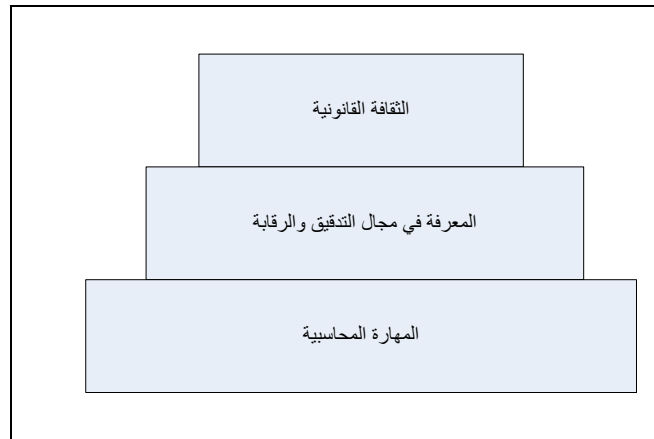 الثقافة القانونية
المعرفة في مجال التدقيق والرقابة
المهارة المحاسبية